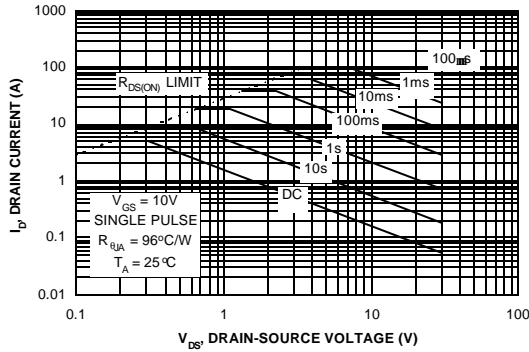 1000
100
10
1
0.1
0.01
I_D, DRAIN CURRENT (A)
R_DS(ON) LIMIT
100µs
1ms
10ms
100ms
1s
10s
DC
V_GS = 10V
SINGLE PULSE
R_θJA = 96°C/W
T_A = 25°C
0.1 1 10 100
V_DS, DRAIN-SOURCE VOLTAGE (V)